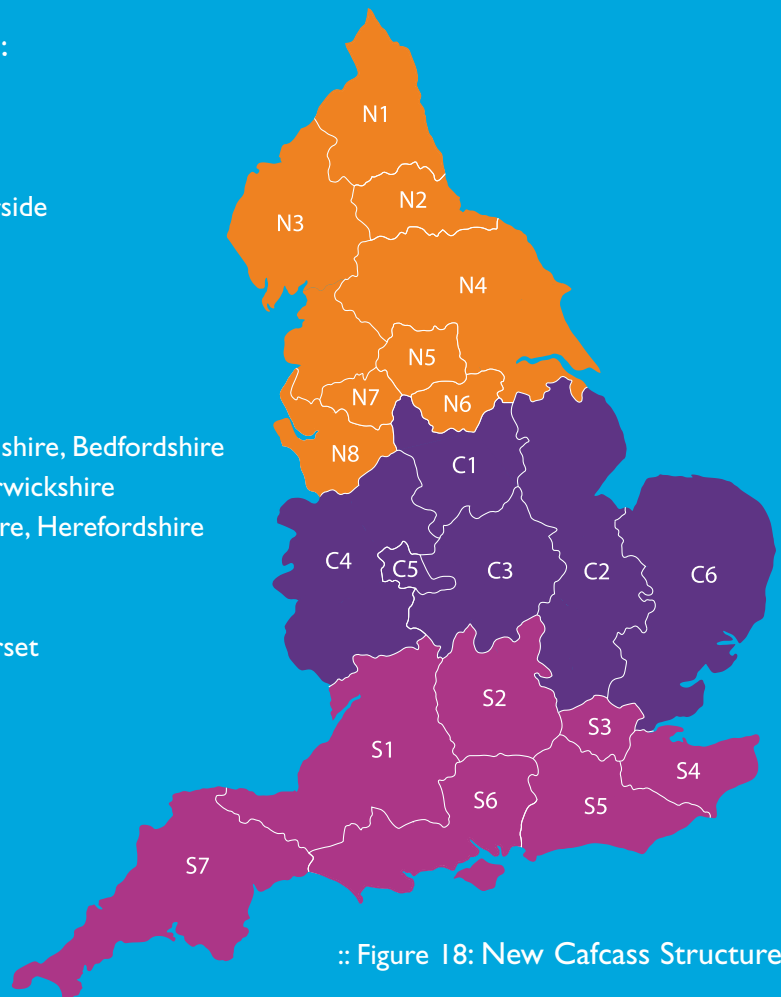 :
rside
shire, Bedfordshire
rwickshire
re, Herefordshire
rset
N1
N2
N3
N4
N5
N7
N6
N8
C1
C4
C5
C3
C2
C6
S2
S3
S1
S4
S6
S5
S7
:: Figure 18: New Cafcass Structure